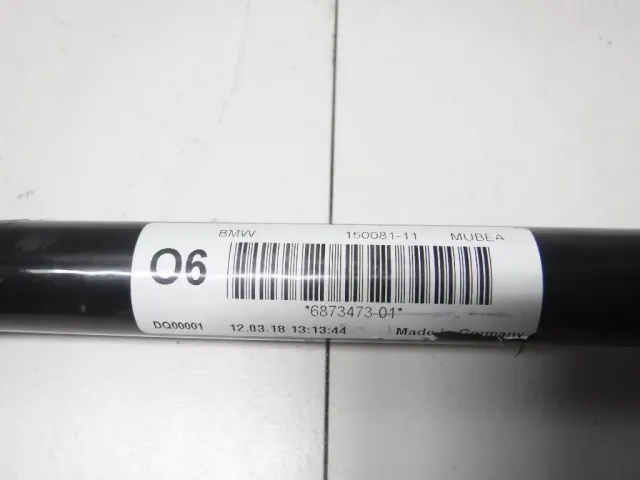 BMW 150081-11 MUBEA
O6
*6873473-01*
DQ00001 12.03.18 13:13:44 Made in Germany